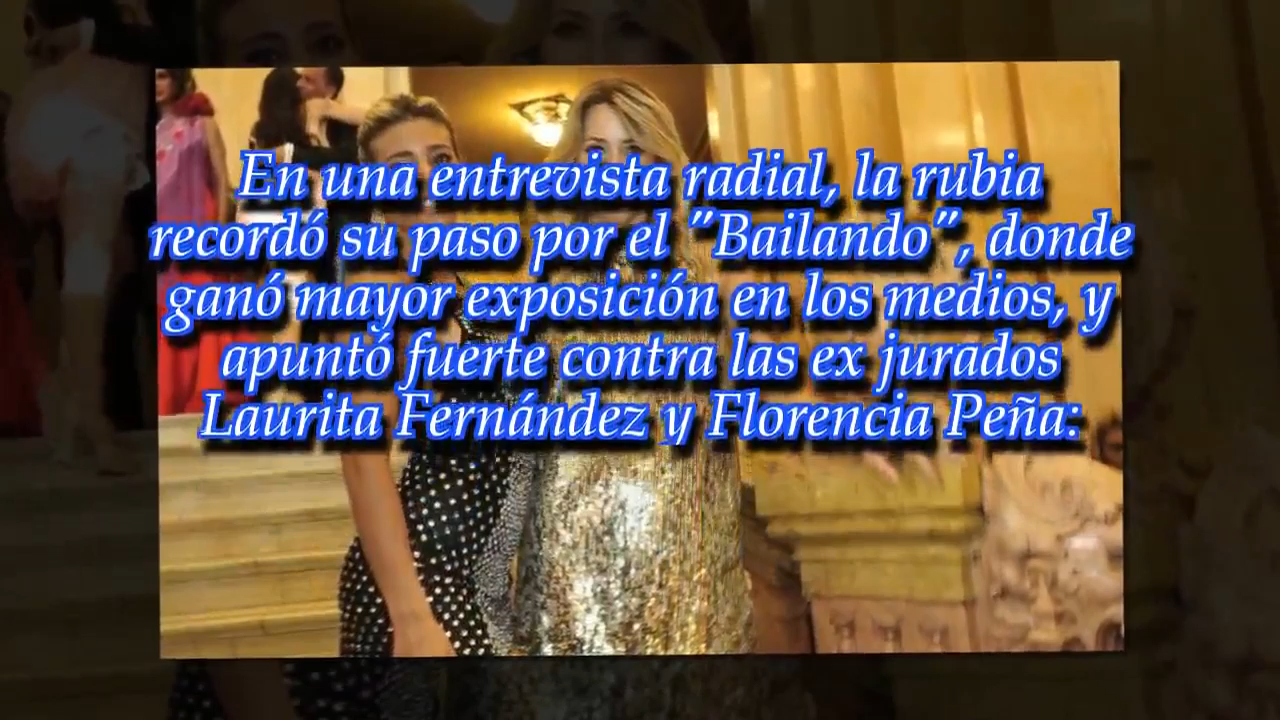 En una entrevista radial, la rubia
recordó su paso por el "Bailando", donde
ganó mayor exposición en los medios, y
apuntó fuerte contra las ex jurados
Laurita Fernández y Florencia Peña: